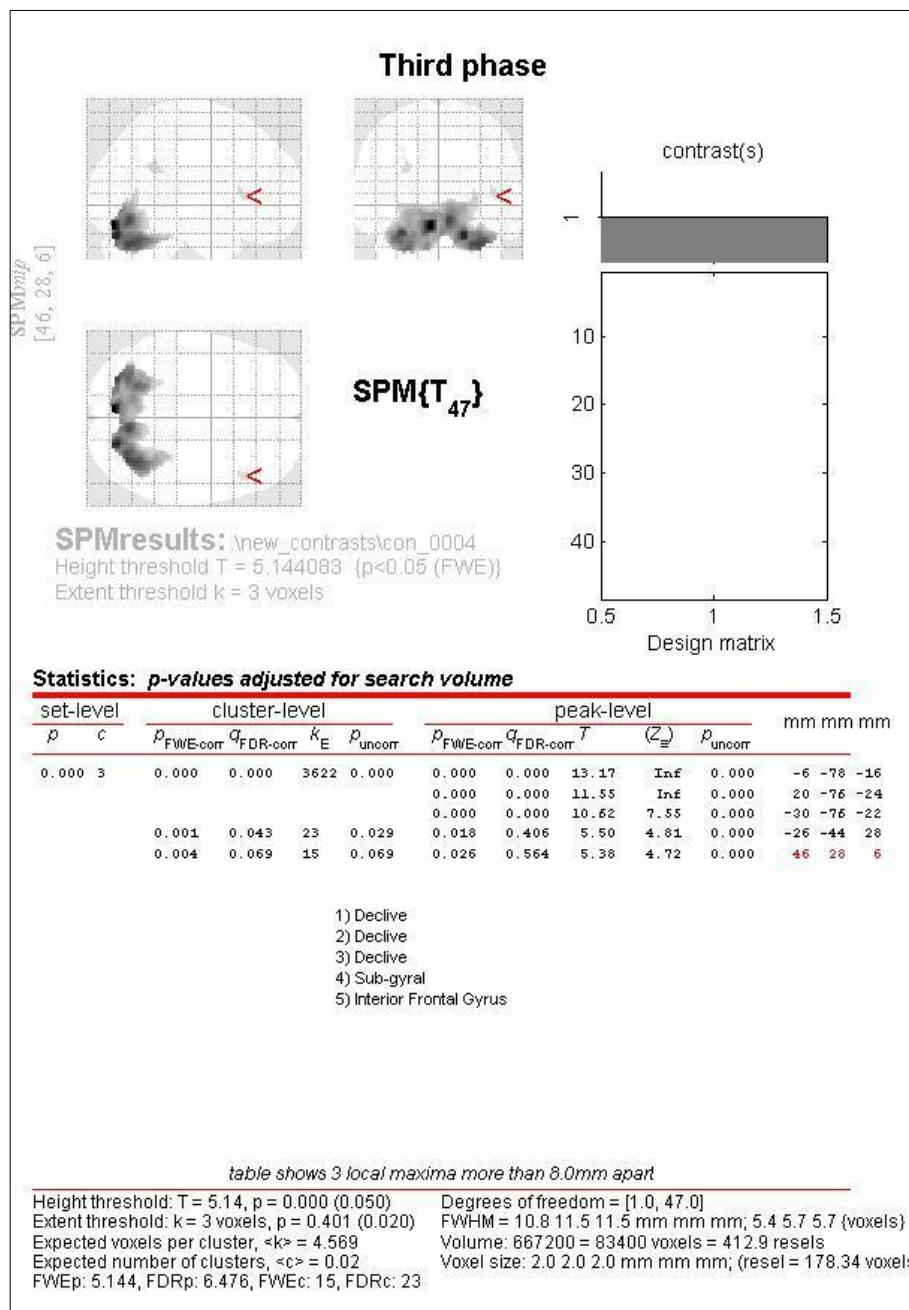 Third phase
contrast(s)
<
<
1
SPMmip
[46, 28, 6]
10
20
30
40
<
SPM{T47}
SPMresults: .\new_contrasts\con_0004
Height threshold T = 5.144083 {p<0.05 (FWE)}
Extent threshold k = 3 voxels
0.5 1 1.5
Design matrix
Statistics: p-values adjusted for search volume
set-level cluster-level peak-level mm mm mm
p c pFWE-corr qFDR-corr kE puncorr pFWE-corr qFDR-corr T (Z≡) puncorr
0.000 3 0.000 0.000 3622 0.000 0.000 0.000 13.17 Inf 0.000 -6 -78 -16
0.000 0.000 11.55 Inf 0.000 20 -76 -24
0.000 0.000 10.62 7.55 0.000 -30 -76 -22
0.001 0.043 23 0.029 0.018 0.406 5.50 4.81 0.000 -26 -44 28
0.004 0.069 15 0.069 0.026 0.564 5.38 4.72 0.000 46 28 6
1) Declive
2) Declive
3) Declive
4) Sub-gyral
5) Interior Frontal Gyrus
table shows 3 local maxima more than 8.0mm apart
Height threshold: T = 5.14, p = 0.000 (0.050)
Extent threshold: k = 3 voxels, p = 0.401 (0.020)
Expected voxels per cluster, <k> = 4.569
Expected number of clusters, <c> = 0.02
FWEp: 5.144, FDRp: 6.476, FWEc: 15, FDRc: 23
Degrees of freedom = [1.0, 47.0]
FWHM = 10.8 11.5 11.5 mm mm mm; 5.4 5.7 5.7 {voxels}
Volume: 667200 = 83400 voxels = 412.9 resels
Voxel size: 2.0 2.0 2.0 mm mm mm; (resel = 178.34 voxels